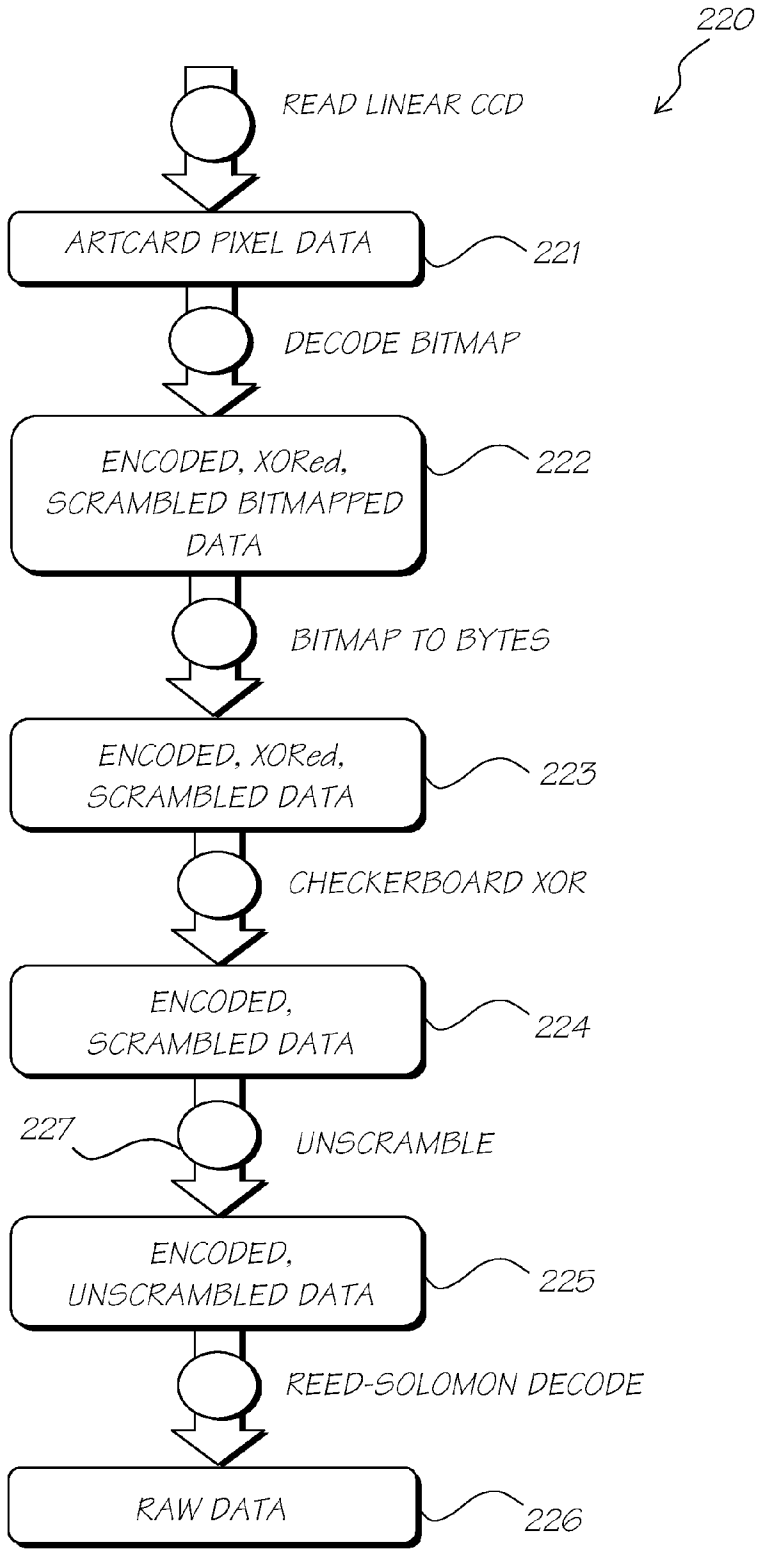 220
READ LINEAR CCD
ARTCARD PIXEL DATA
221
DECODE BITMAP
ENCODED, XORed,
SCRAMBLED BITMAPPED
DATA
222
BITMAP TO BYTES
ENCODED, XORed,
SCRAMBLED DATA
223
CHECKERBOARD XOR
ENCODED,
SCRAMBLED DATA
224
227
UNSCRAMBLE
ENCODED,
UNSCRAMBLED DATA
225
REED-SOLOMON DECODE
RAW DATA
226